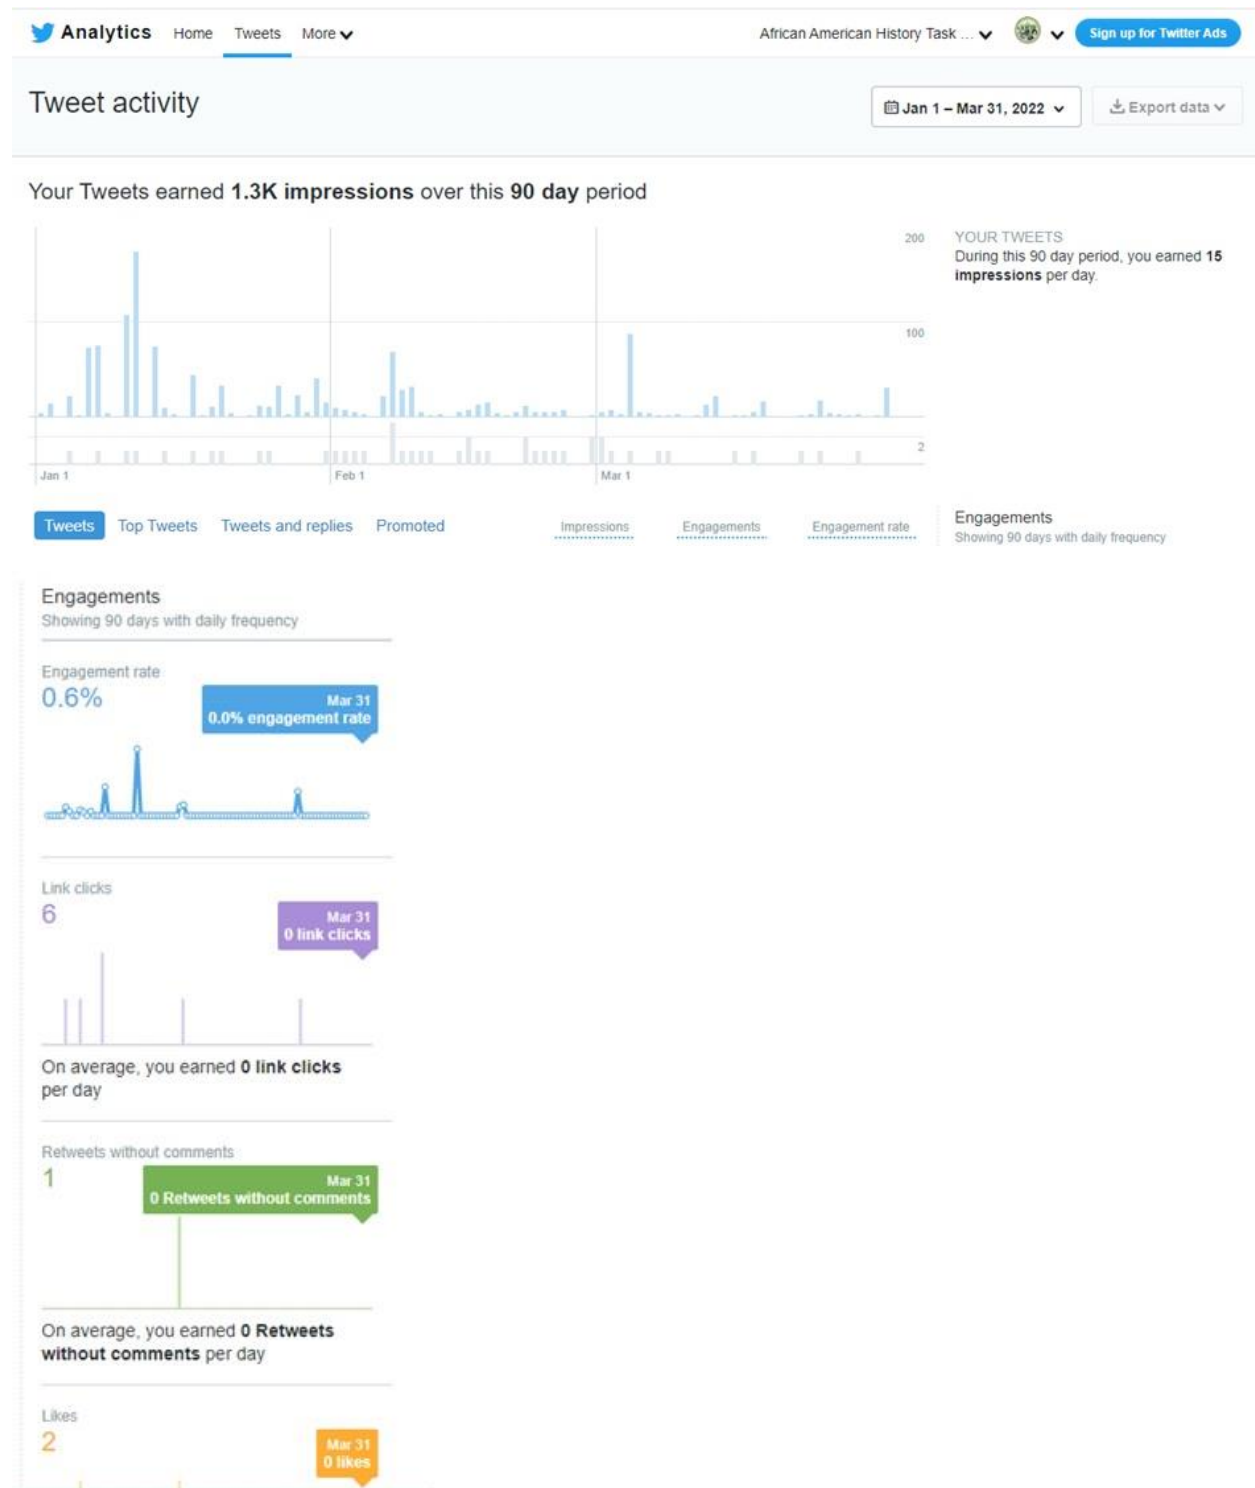 Analytics Home Tweets More African American History Task ... Sign up for Twitter Ads
Tweet activity
Jan 1 – Mar 31, 2022 Export data
Your Tweets earned 1.3K impressions over this 90 day period
200
100
2
Jan 1 Feb 1 Mar 1
YOUR TWEETS
During this 90 day period, you earned 15
impressions per day.
Tweets Top Tweets Tweets and replies Promoted Impressions Engagements Engagement rate
Engagements
Showing 90 days with daily frequency
Engagements
Showing 90 days with daily frequency
Engagement rate
0.6%
Mar 31
0.0% engagement rate
Link clicks
6
Mar 31
0 link clicks
On average, you earned 0 link clicks
per day
Retweets without comments
1
Mar 31
0 Retweets without comments
On average, you earned 0 Retweets
without comments per day
Likes
2
Mar 31
0 likes